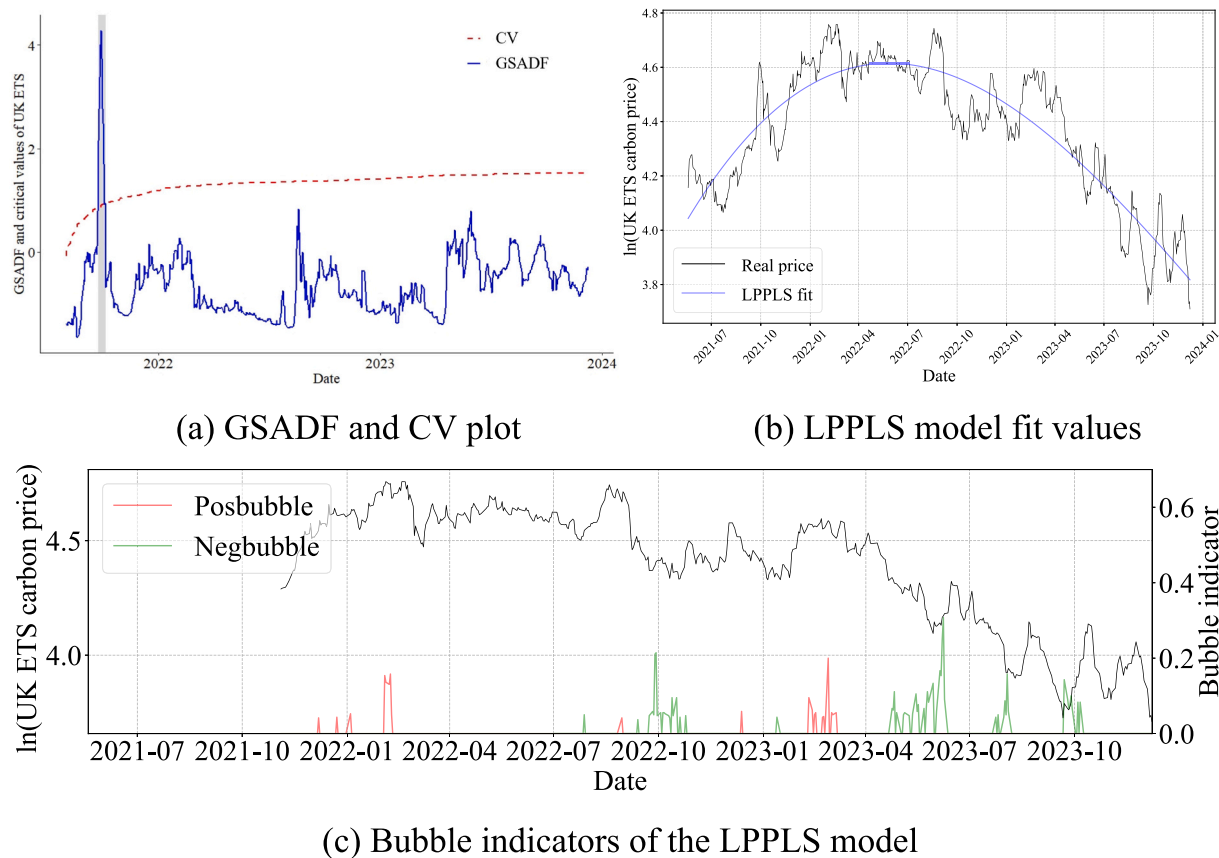 GSADF and critical values of UK ETS
4
2
0
CV
GSADF
2022
2023
2024
Date
(a) GSADF and CV plot
ln(UK ETS carbon price)
4.8
4.6
4.4
4.2
4.0
3.8
Real price
LPPLS fit
2021-07
2021-10
2022-01
2022-04
2022-07
2022-10
2023-01
2023-04
2023-07
2023-10
2024-01
Date
(b) LPPLS model fit values
ln(UK ETS carbon price)
4.5
4.0
Posbubble
Negbubble
0.6
0.4
0.2
0.0
Bubble indicator
2021-07
2021-10
2022-01
2022-04
2022-07
2022-10
2023-01
2023-04
2023-07
2023-10
Date
(c) Bubble indicators of the LPPLS model